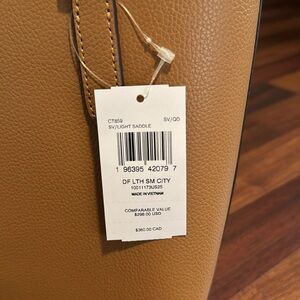 CT859 SV/QD
SV/LIGHT SADDLE
1 96395 42079 7
DF LTH SM CITY
10011173US25
MADE IN VIETNAM
COMPARABLE VALUE
$398.00 USD
$360.00 CAD